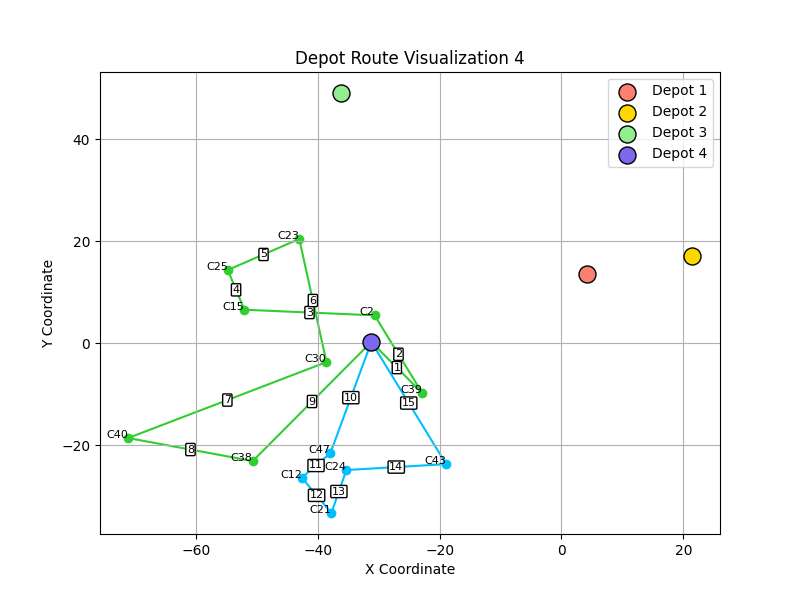 Depot Route Visualization 4
Depot 1
Depot 2
Depot 3
Depot 4
Y Coordinate
40
20
0
−20
C23
5
C25
4
C15
6
3
C2
2
C30
1
C39
7
9
10
15
C40
8
C38
C47
11
C24
14
C43
C12
12
13
C21
−60
−40
−20
0
20
X Coordinate